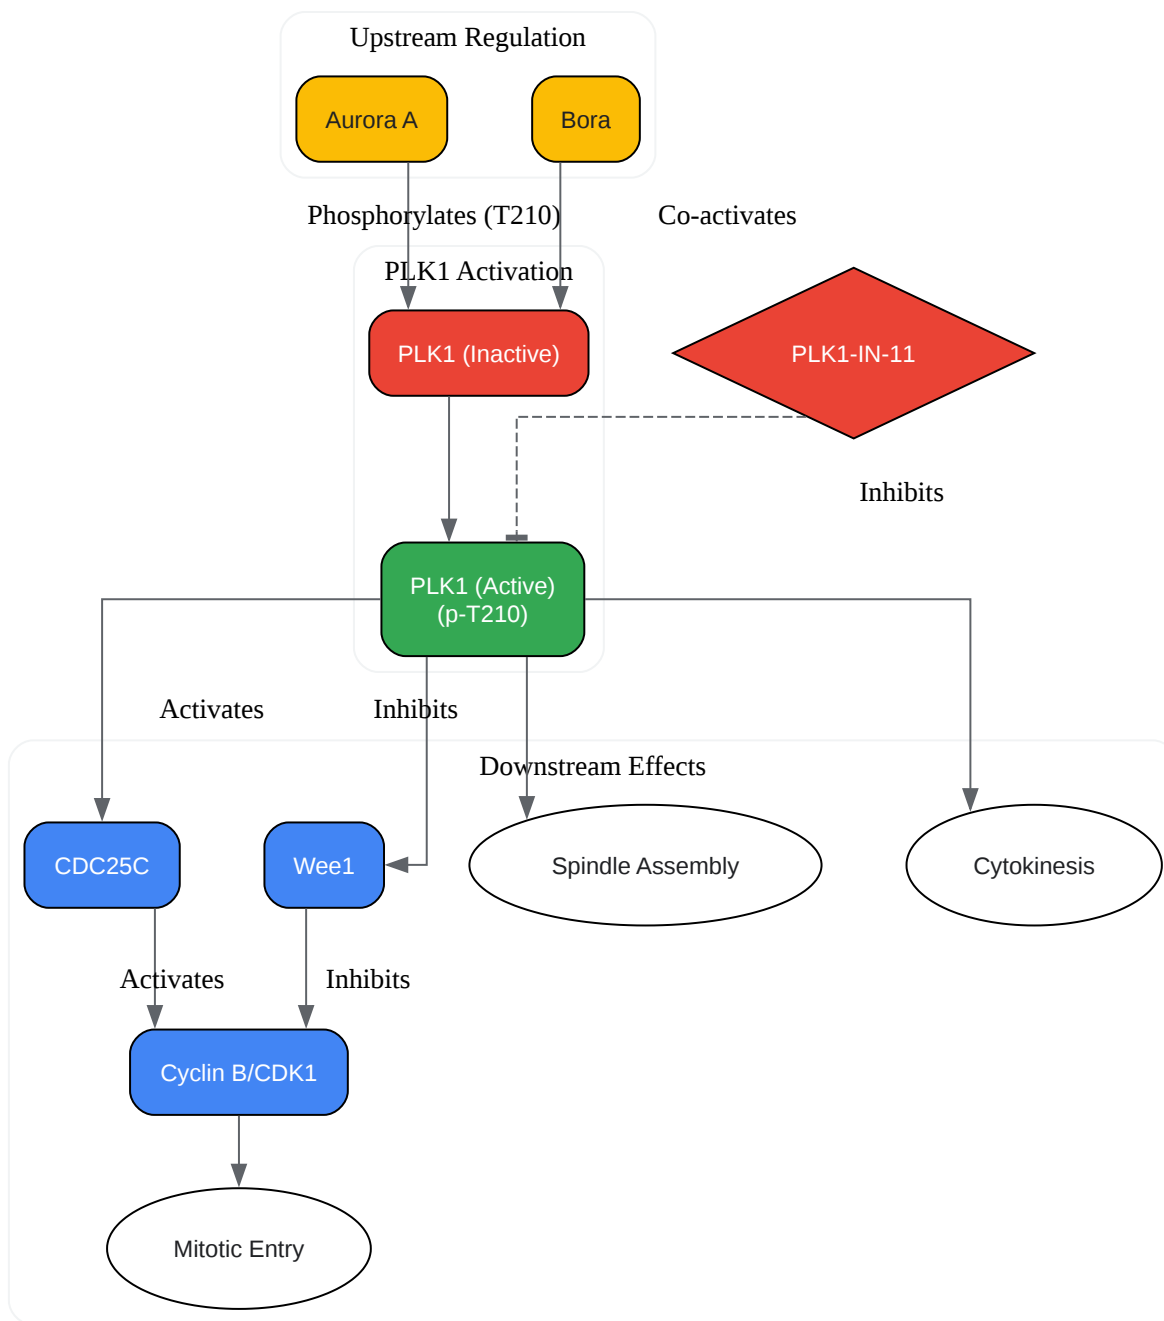 Upstream Regulation
Aurora A
Bora
Phosphorylates (T210)
Co-activates
PLK1 Activation
PLK1 (Inactive)
PLK1-IN-11
Inhibits
PLK1 (Active)
(p-T210)
Activates
Inhibits
Downstream Effects
CDC25C
Wee1
Spindle Assembly
Cytokinesis
Activates
Inhibits
Cyclin B/CDK1
Mitotic Entry